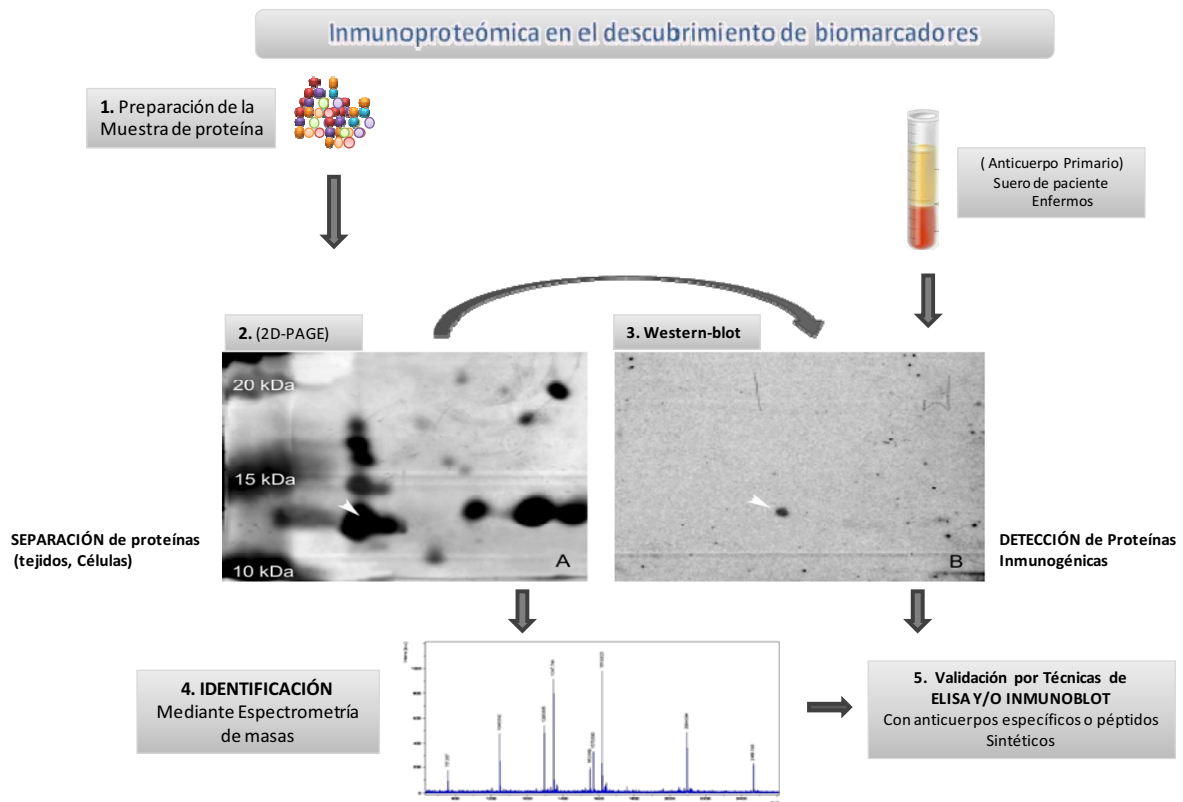 Inmunoproteómica en el descubrimiento de biomarcadores
1. Preparación de la
Muestra de proteína
( Anticuerpo Primario)
Suero de paciente
Enfermos
2. (2D-PAGE)
3. Western-blot
20 kDa
15 kDa
10 kDa
A
B
SEPARACIÓN de proteínas
(tejidos, Células)
DETECCIÓN de Proteínas
Inmunogénicas
4. IDENTIFICACIÓN
Mediante Espectrometría
de masas
5. Validación por Técnicas de
ELISA Y/O INMUNOBLOT
Con anticuerpos específicos o péptidos
Sintéticos